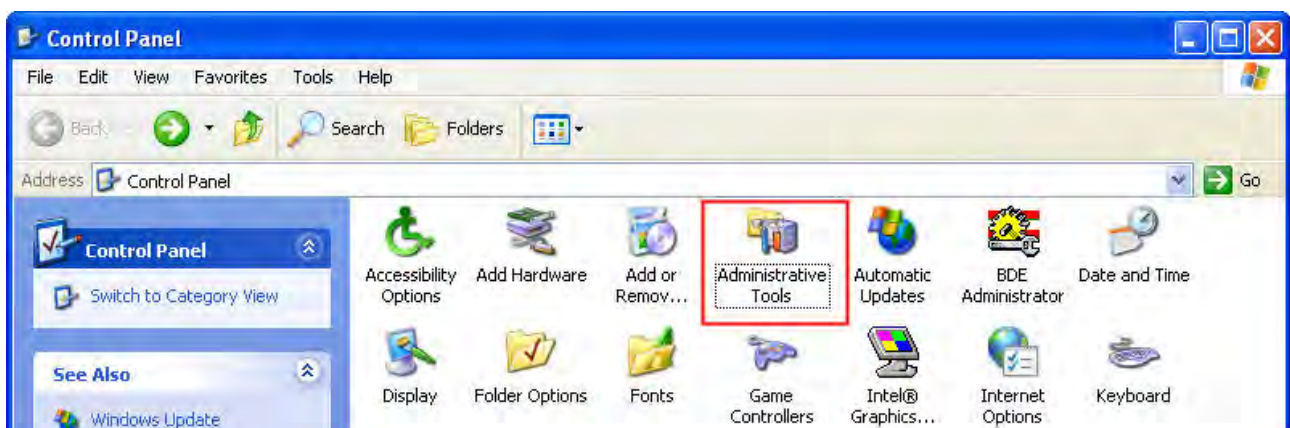 Control Panel
File Edit View Favorites Tools Help
Back Search Folders
Address Control Panel Go
Control Panel
Switch to Category View
See Also
Windows Update
Accessibility Options
Add Hardware
Add or Remov...
Administrative Tools
Automatic Updates
BDE Administrator
Date and Time
Display
Folder Options
Fonts
Game Controllers
Intel® Graphics...
Internet Options
Keyboard